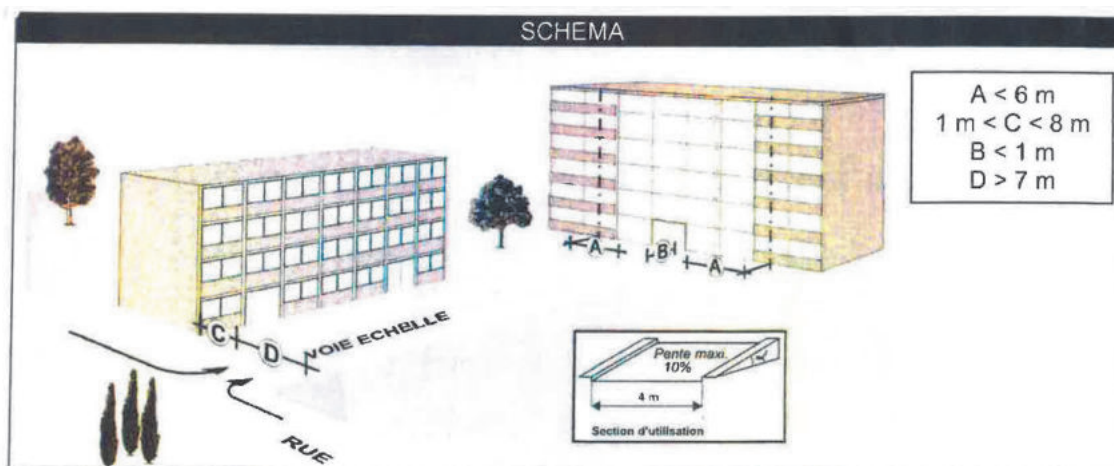 SCHEMA
A < 6 m
1 m < C < 8 m
B < 1 m
D > 7 m
A
B
A
C
D
VOIE ECHELLE
RUE
Pente maxi.
10%
4 m
Section d'utilisation